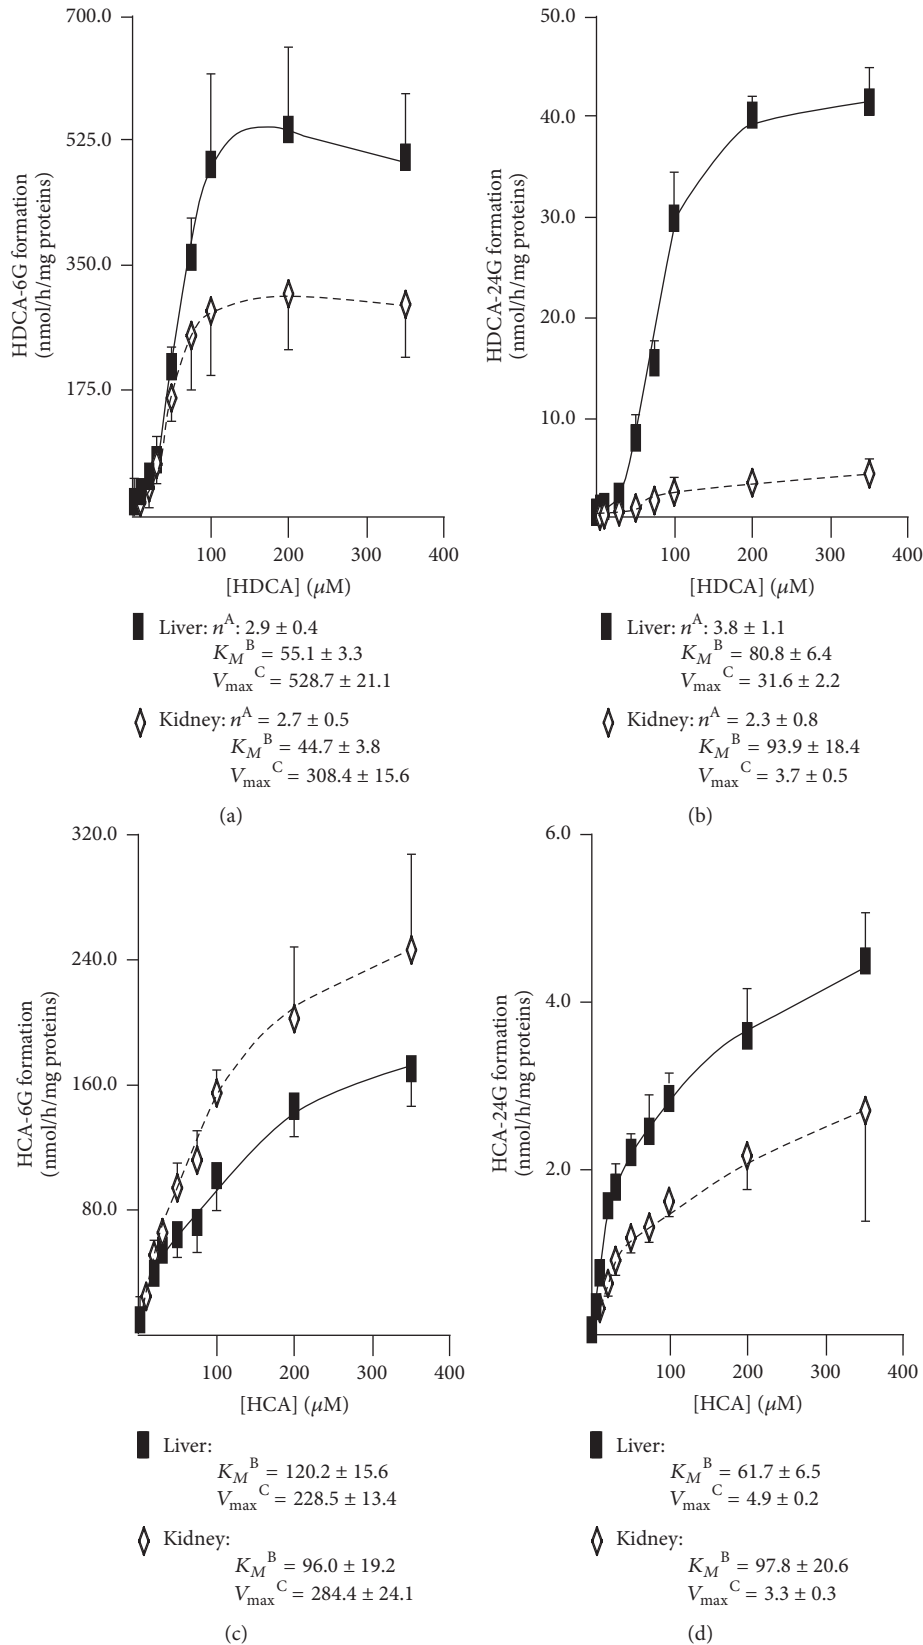 700.0
525.0
350.0
175.0
HDCA-6G formation
(nmol/h/mg proteins)
100 200 300 400
[HDCA] (μM)
Liver: n^A: 2.9 ± 0.4
K_M^B = 55.1 ± 3.3
V_max^C = 528.7 ± 21.1
Kidney: n^A = 2.7 ± 0.5
K_M^B = 44.7 ± 3.8
V_max^C = 308.4 ± 15.6
(a)
50.0
40.0
30.0
20.0
10.0
HDCA-24G formation
(nmol/h/mg proteins)
100 200 300 400
[HDCA] (μM)
Liver: n^A: 3.8 ± 1.1
K_M^B = 80.8 ± 6.4
V_max^C = 31.6 ± 2.2
Kidney: n^A = 2.3 ± 0.8
K_M^B = 93.9 ± 18.4
V_max^C = 3.7 ± 0.5
(b)
320.0
240.0
160.0
80.0
HCA-6G formation
(nmol/h/mg proteins)
100 200 300 400
[HCA] (μM)
Liver:
K_M^B = 120.2 ± 15.6
V_max^C = 228.5 ± 13.4
Kidney:
K_M^B = 96.0 ± 19.2
V_max^C = 284.4 ± 24.1
(c)
6.0
4.0
2.0
HCA-24G formation
(nmol/h/mg proteins)
100 200 300 400
[HCA] (μM)
Liver:
K_M^B = 61.7 ± 6.5
V_max^C = 4.9 ± 0.2
Kidney:
K_M^B = 97.8 ± 20.6
V_max^C = 3.3 ± 0.3
(d)